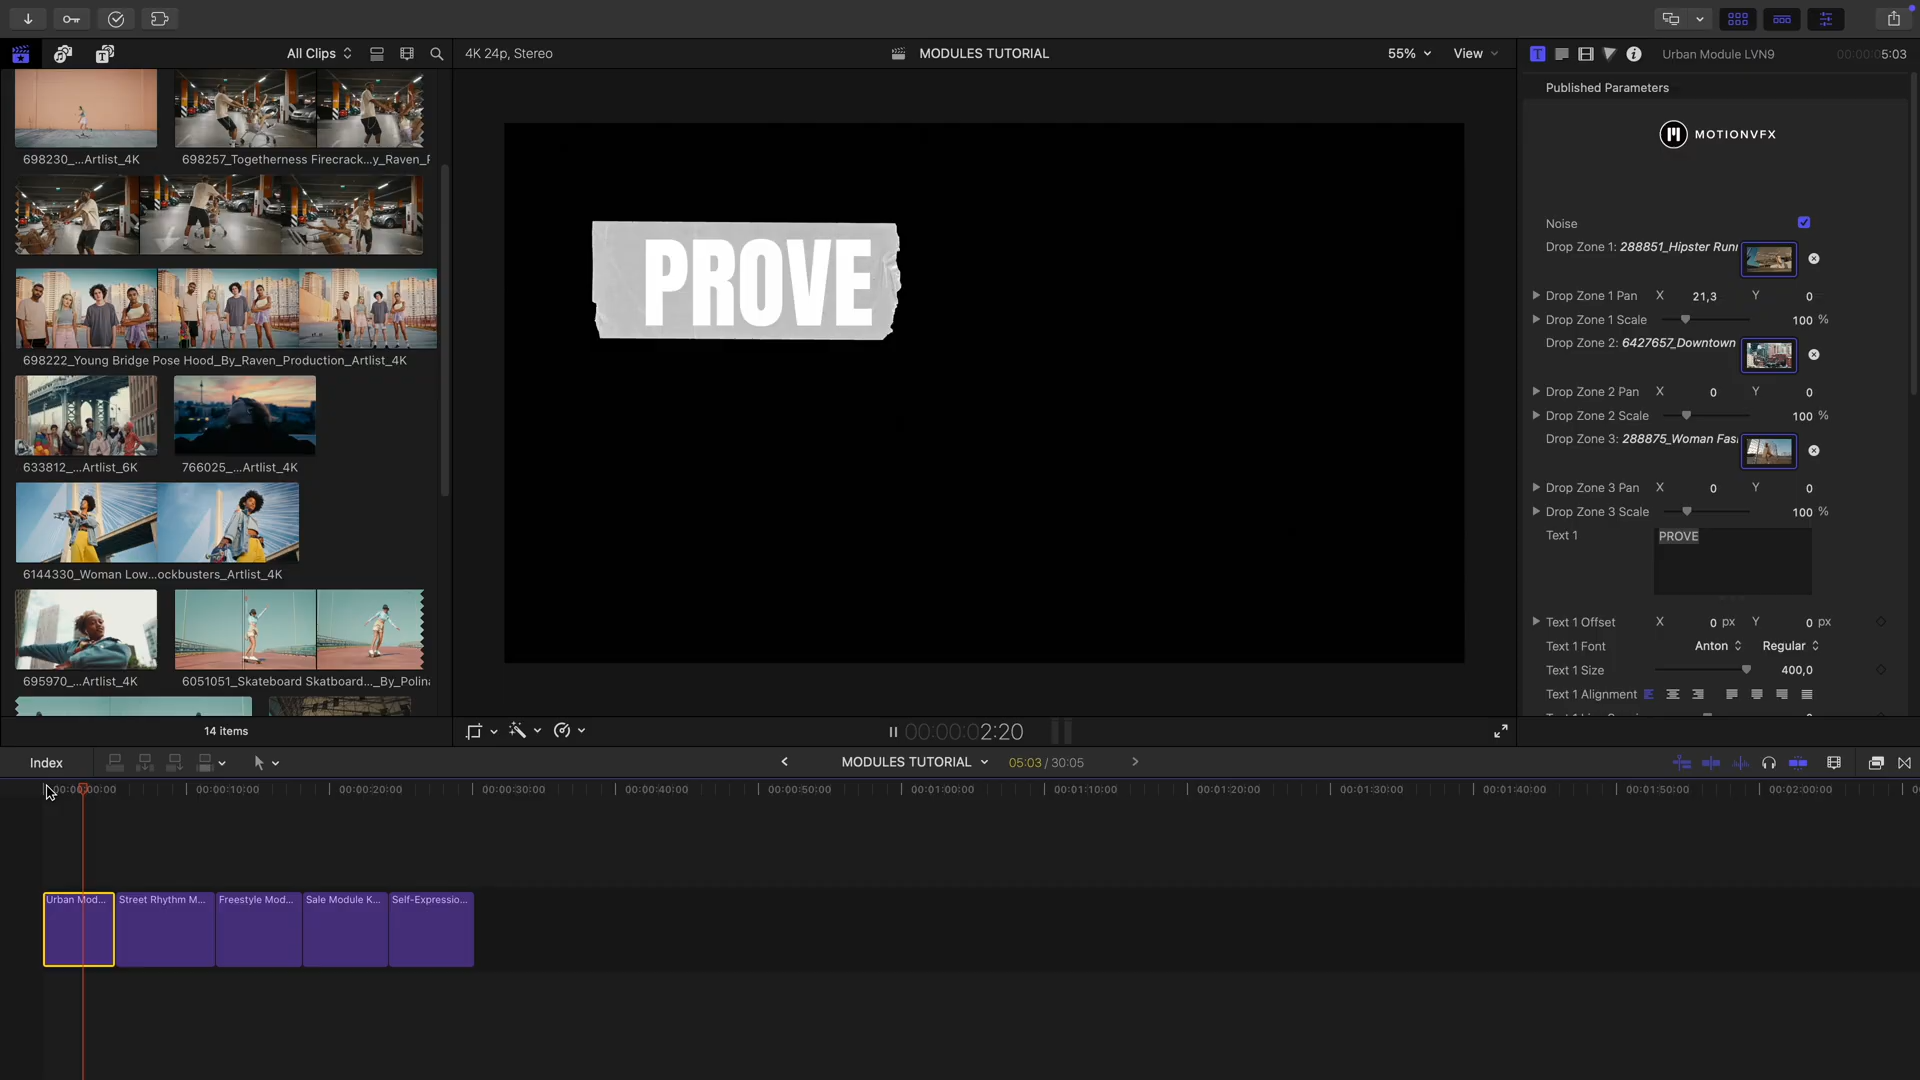 All Clips
4K 24p, Stereo
MODULES TUTORIAL
55%
View
Urban Module LVN9
00:00:05:03
Published Parameters
MOTIONVFX
698230_...Artlist_4K
698257_Togetherness Firecrack...y_Raven_F
698222_Young Bridge Pose Hood_By_Raven_Production_Artlist_4K
633812_...Artlist_6K
766025_...Artlist_4K
6144330_Woman Low...ockbusters_Artlist_4K
695970_...Artlist_4K
6051051_Skateboard Skatboard..._By_Polina
14 items
PROVE
Noise
Drop Zone 1: 288851_Hipster Runn
Drop Zone 1 Pan X 21,3 Y 0
Drop Zone 1 Scale 100 %
Drop Zone 2: 6427657_Downtown
Drop Zone 2 Pan X 0 Y 0
Drop Zone 2 Scale 100 %
Drop Zone 3: 288875_Woman Fas
Drop Zone 3 Pan X 0 Y 0
Drop Zone 3 Scale 100 %
Text 1 PROVE
Text 1 Offset X 0 px Y 0 px
Text 1 Font Anton Regular
Text 1 Size 400,0
Text 1 Alignment
00:00:02:20
Index
MODULES TUTORIAL
05:03 / 30:05
00:00:10:00
00:00:20:00
00:00:30:00
00:00:40:00
00:00:50:00
00:01:00:00
00:01:10:00
00:01:20:00
00:01:30:00
00:01:40:00
00:01:50:00
00:02:00:00
Urban Mod...
Street Rhythm M...
Freestyle Mod...
Sale Module K...
Self-Expressio...